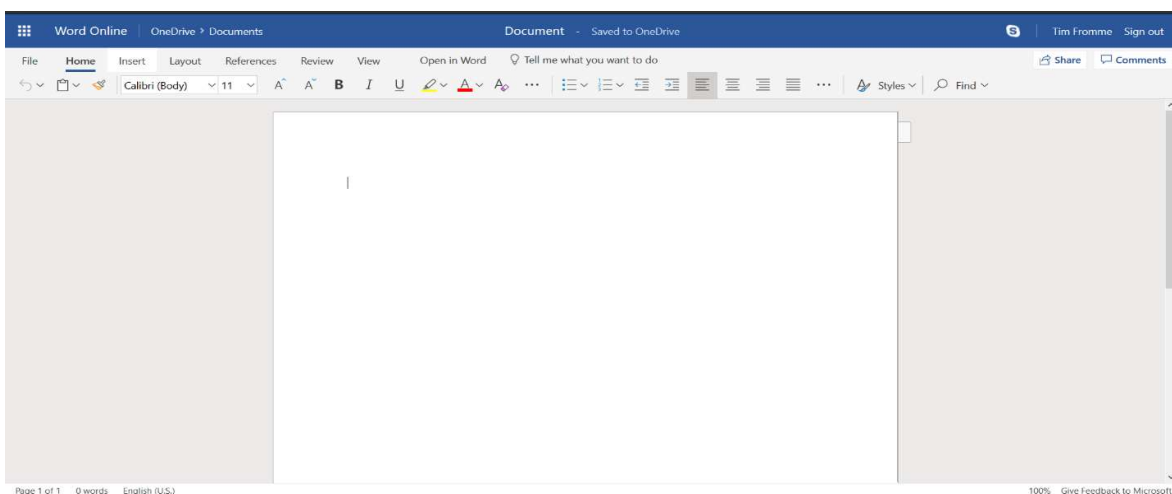 Word Online OneDrive > Documents Document - Saved to OneDrive Tim Fromme Sign out
File Home Insert Layout References Review View Open in Word Tell me what you want to do Share Comments
Calibri (Body) 11 A A B I U A A ... ... Styles Find
Page 1 of 1 0 words English (U.S.) 100% Give Feedback to Microsoft